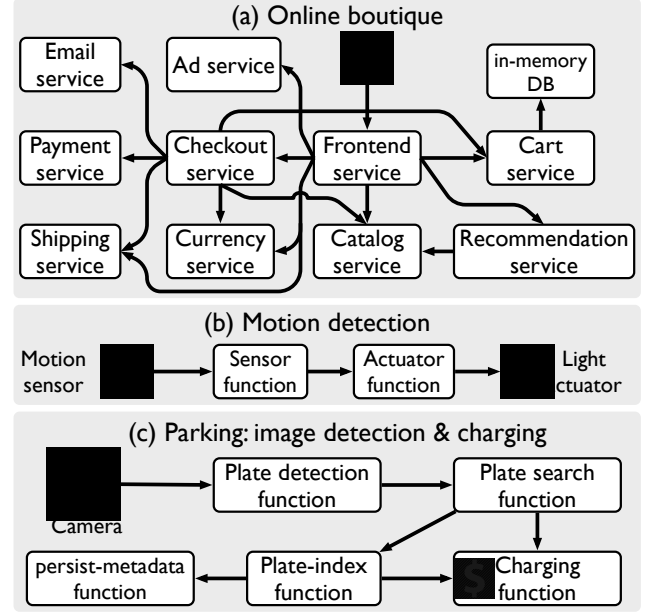 (a) Online boutique
Email
service
Ad service
in-memory
DB
Payment
service
Checkout
service
Frontend
service
Cart
service
Shipping
service
Currency
service
Catalog
service
Recommendation
service
(b) Motion detection
Motion
sensor
Sensor
function
Actuator
function
Light
ctuator
(c) Parking: image detection & charging
Camera
Plate detection
function
Plate search
function
persist-metadata
function
Plate-index
function
$
Charging
function